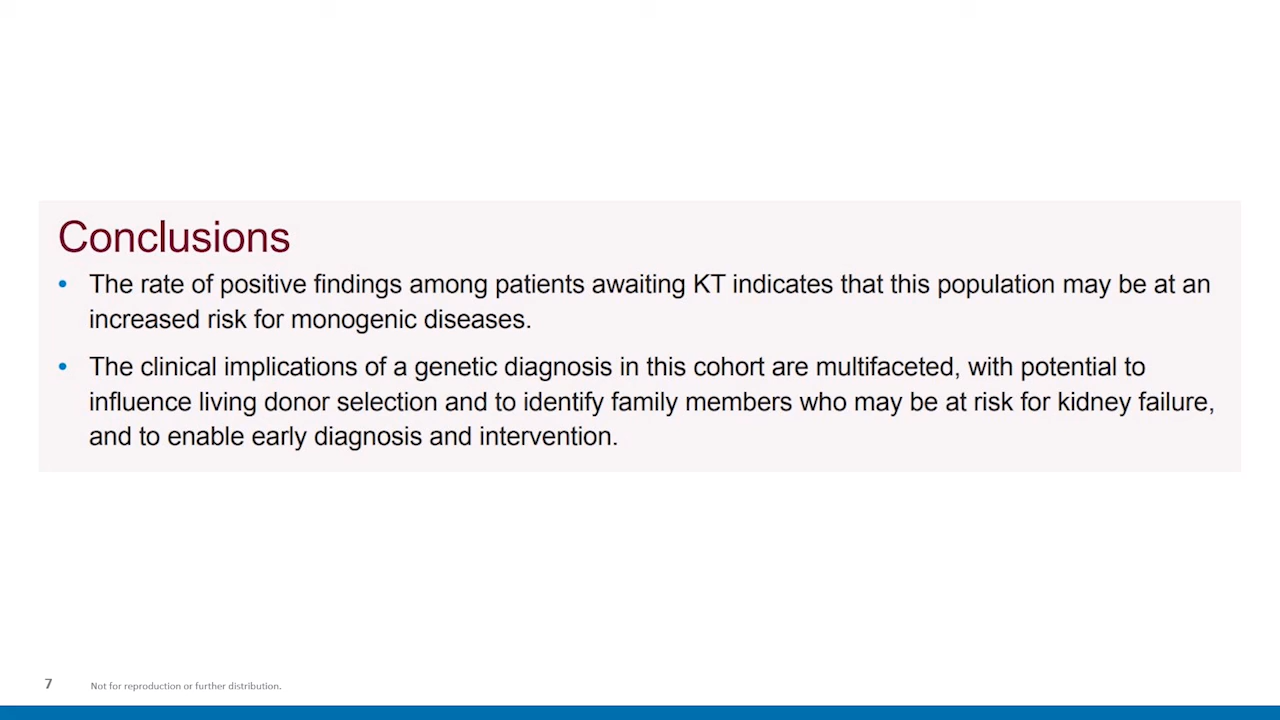 Conclusions
• The rate of positive findings among patients awaiting KT indicates that this population may be at an
increased risk for monogenic diseases.
• The clinical implications of a genetic diagnosis in this cohort are multifaceted, with potential to
influence living donor selection and to identify family members who may be at risk for kidney failure,
and to enable early diagnosis and intervention.
7 Not for reproduction or further distribution.